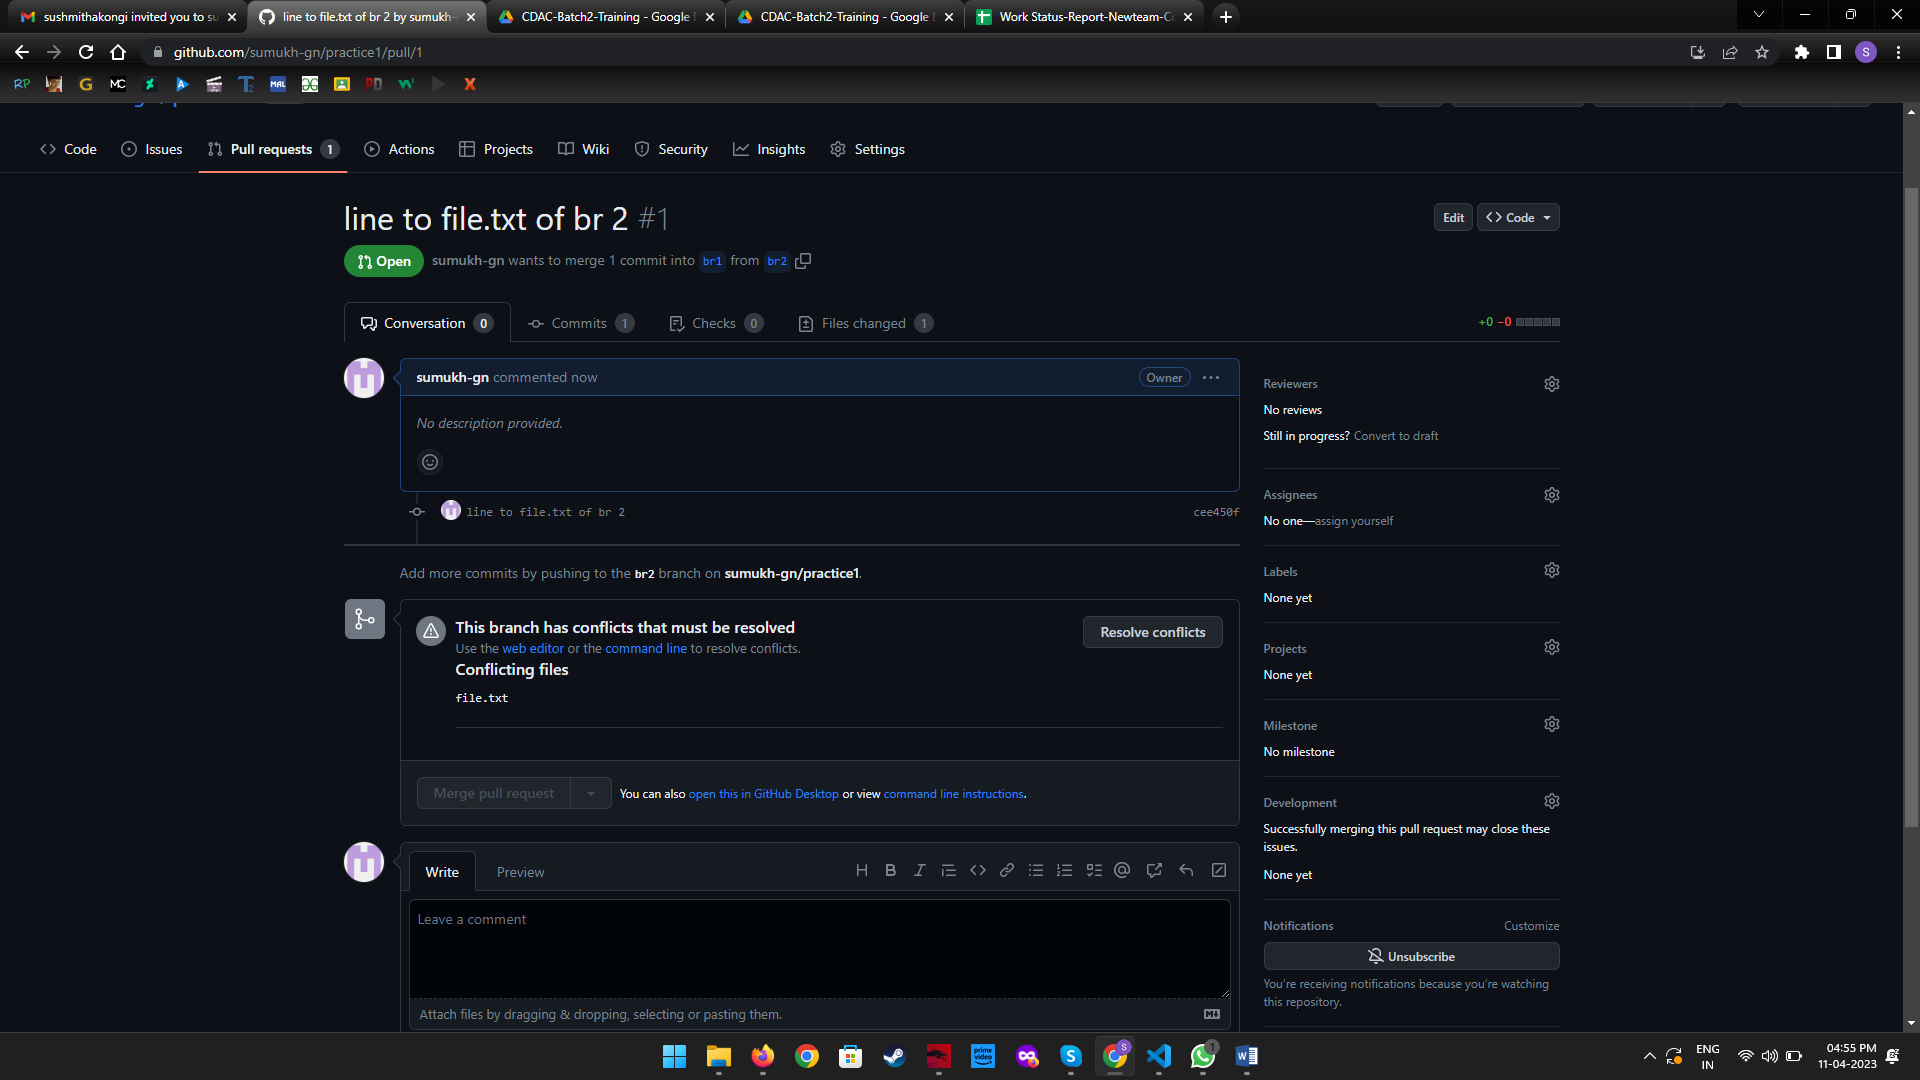 sushmithakongi invited you to su
line to file.txt of br 2 by sumukh-
CDAC-Batch2-Training - Google D
CDAC-Batch2-Training - Google D
Work Status-Report-Newteam-Co
github.com/sumukh-gn/practice1/pull/1
S
RP
G
MC
T2
MAL
PD
X
Code
Issues
Pull requests 1
Actions
Projects
Wiki
Security
Insights
Settings
line to file.txt of br 2 #1
Edit
Code
Open
sumukh-gn wants to merge 1 commit into br1 from br2
Conversation 0
Commits 1
Checks 0
Files changed 1
+0 −0
sumukh-gn commented now
Owner
No description provided.
line to file.txt of br 2
cee450f
Add more commits by pushing to the br2 branch on sumukh-gn/practice1.
This branch has conflicts that must be resolved
Use the web editor or the command line to resolve conflicts.
Resolve conflicts
Conflicting files
file.txt
Merge pull request
You can also open this in GitHub Desktop or view command line instructions.
Write
Preview
Leave a comment
Attach files by dragging & dropping, selecting or pasting them.
Reviewers
No reviews
Still in progress? Convert to draft
Assignees
No one—assign yourself
Labels
None yet
Projects
None yet
Milestone
No milestone
Development
Successfully merging this pull request may close these
issues.
None yet
Notifications
Customize
Unsubscribe
You're receiving notifications because you're watching
this repository.
prime video
S
1
ENG
IN
04:55 PM
11-04-2023